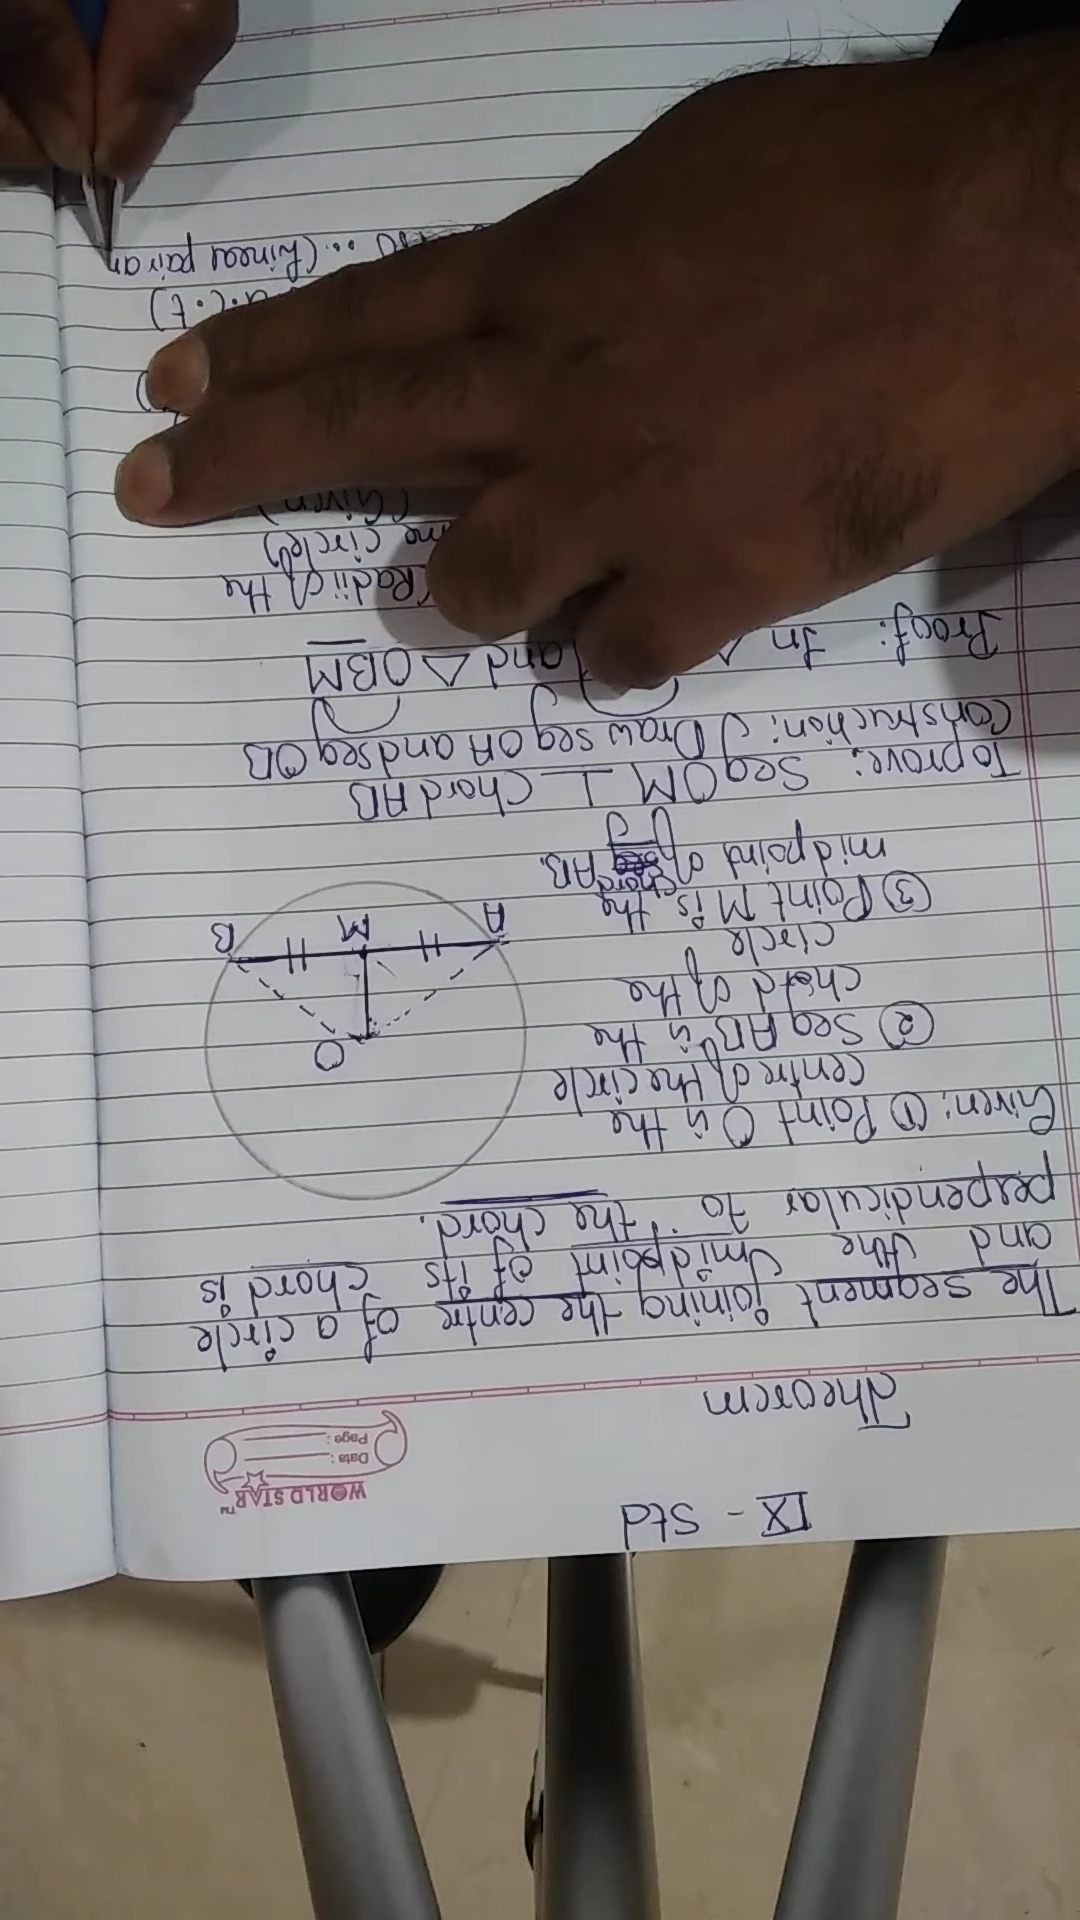 IX - Std
WORLD STAR™
Date :
Page :
Theorem
The segment joining the centre of a circle
and the midpoint of its chord is
perpendicular to the chord.
Given: ① Point O is the
centre of the circle
② Seg AB is the
chord of the
circle
③ Point M is the
chord
midpoint of AB.
O
A M B
To prove: Seg OM ⊥ Chord AB
Construction: Draw seg OA and seg OB
Proof: In △ and △ OBM
(Radii of the
circle)
(Given)
.c.t)
(Linear pair an